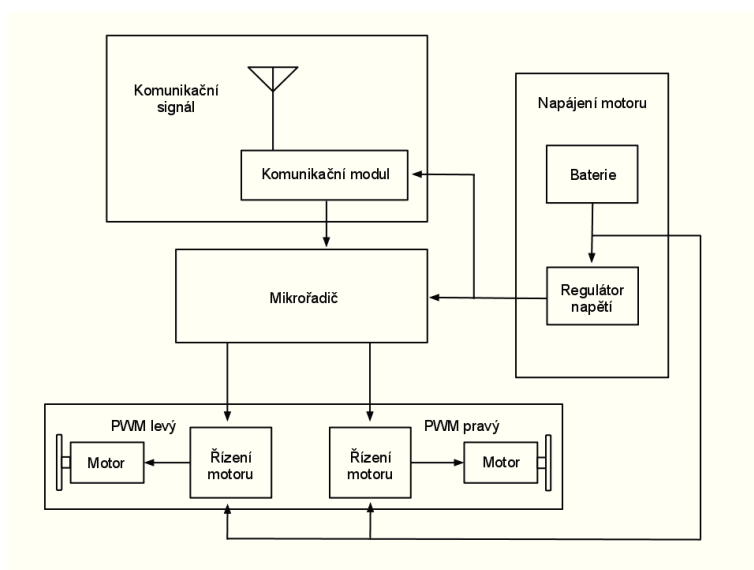 Komunikační
signál
Komunikační modul
Napájení motoru
Baterie
Regulátor
napětí
Mikrořadič
PWM levý
PWM pravý
Motor
Řízení
motoru
Řízení
motoru
Motor